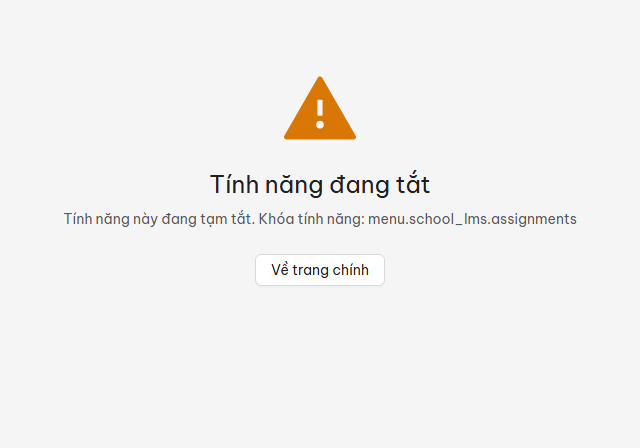 Tính năng đang tắt
Tính năng này đang tạm tắt. Khóa tính năng: menu.school_lms.assignments
Về trang chính